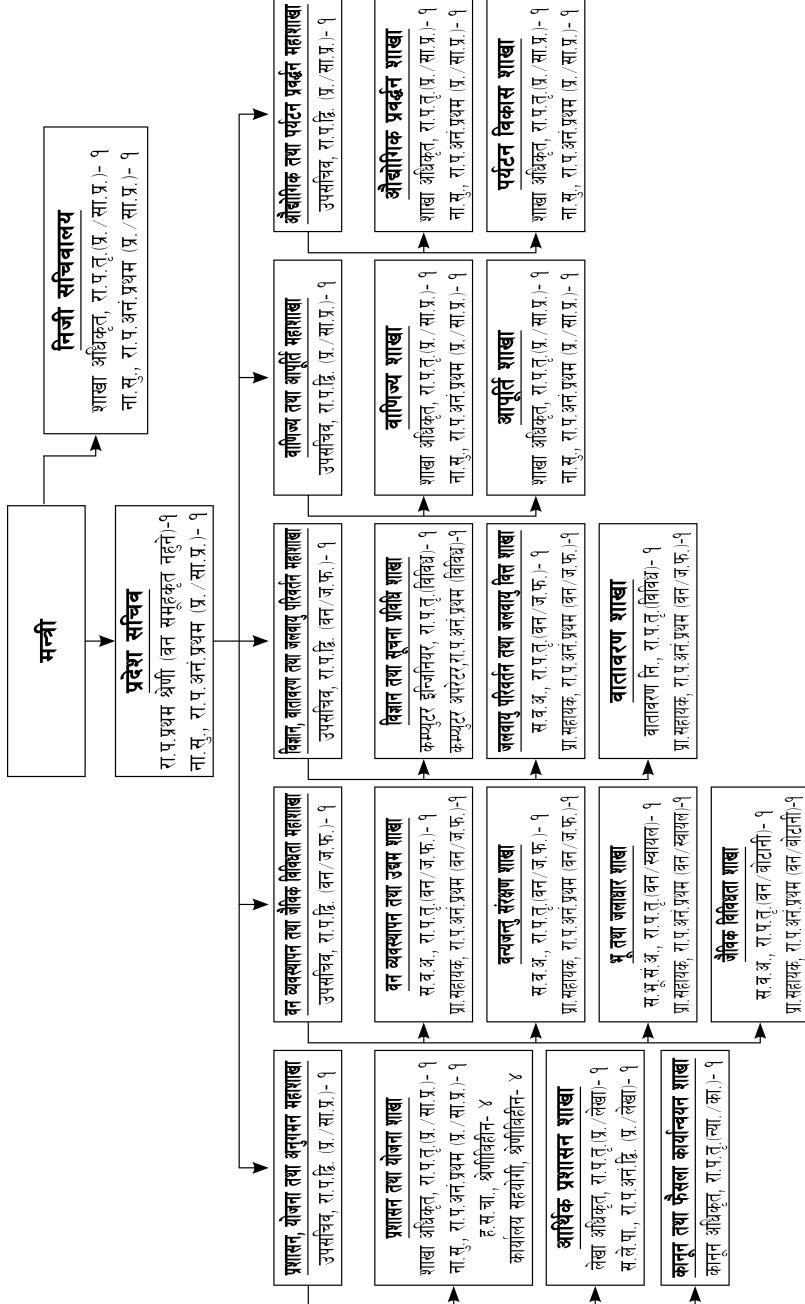 मन्त्री
निजी सचिवालय
शाखा अधिकृत, रा.प.तृ.(प्र./सा.प्र.)- १
ना.सु., रा.प.अनं.प्रथम (प्र./सा.प्र.)- १
प्रदेश सचिव
रा.प.प्रथम श्रेणी (वन समूहकृत नहुने)-१
ना.सु., रा.प.अनं.प्रथम (प्र./सा.प्र.)- १
प्रशासन, योजना तथा अनुगमन महाशाखा
उपसचिव, रा.प.द्वि. (प्र./सा.प्र.)- १
प्रशासन तथा योजना शाखा
शाखा अधिकृत, रा.प.तृ.(प्र./सा.प्र.)- १
ना.सु., रा.प.अनं.प्रथम (प्र./सा.प्र.)- १
ह.स.चा., श्रेणीविहीन- ४
कार्यालय सहयोगी, श्रेणीविहीन- ४
आर्थिक प्रशासन शाखा
लेखा अधिकृत, रा.प.तृ.(प्र./लेखा)- १
स.ले.पा., रा.प.अनं.द्वि. (प्र./लेखा)- १
कानून तथा फैसला कार्यान्वयन शाखा
कानून अधिकृत, रा.प.तृ.(न्या./का.)- १
वन व्यवस्थापन तथा जैविक विविधता महाशाखा
उपसचिव, रा.प.द्वि. (वन/ज.फ.)- १
वन व्यवस्थापन तथा उद्यम शाखा
स.व.अ., रा.प.तृ.(वन/ज.फ.)- १
प्रा.सहायक, रा.प.अनं.प्रथम (वन/ज.फ.)-१
वन्यजन्तु संरक्षण शाखा
स.व.अ., रा.प.तृ.(वन/ज.फ.)- १
प्रा.सहायक, रा.प.अनं.प्रथम (वन/ज.फ.)-१
भू तथा जलाधार शाखा
स.भू.सं.अ., रा.प.तृ.(वन/स्वायल)- १
प्रा.सहायक, रा.प.अनं.प्रथम (वन/स्वायल)-१
जैविक विविधता शाखा
स.व.अ., रा.प.तृ.(वन/बोटानी)- १
प्रा.सहायक, रा.प.अनं.प्रथम (वन/बोटानी)-१
विज्ञान, वातावरण तथा जलवायु परिवर्तन महाशाखा
उपसचिव, रा.प.द्वि. (वन/ज.फ.)- १
विज्ञान तथा सूचना प्रविधि शाखा
कम्प्युटर इन्जिनियर, रा.प.तृ.(विविध)- १
कम्प्युटर अपरेटर,रा.प.अनं.प्रथम (विविध)-१
जलवायु परिवर्तन तथा जलवायु वित्त शाखा
स.व.अ, रा.प.तृ.(वन/ज.फ.)- १
प्रा.सहायक, रा.प.अनं.प्रथम (वन/ज.फ.)-१
वातावरण शाखा
वातावरण नि., रा.प.तृ.(विविध)- १
प्रा.सहायक, रा.प.अनं.प्रथम (वन/ज.फ.)-१
वाणिज्य तथा आपूर्ति महाशाखा
उपसचिव, रा.प.द्वि. (प्र./सा.प्र.)- १
वाणिज्य शाखा
शाखा अधिकृत, रा.प.तृ.(प्र./सा.प्र.)- १
ना.सु., रा.प.अनं.प्रथम (प्र./सा.प्र.)- १
आपूर्ति शाखा
शाखा अधिकृत, रा.प.तृ.(प्र./सा.प्र.)- १
ना.सु., रा.प.अनं.प्रथम (प्र./सा.प्र.)- १
औद्योगिक तथा पर्यटन प्रवर्द्धन महाशाखा
उपसचिव, रा.प.द्वि. (प्र./सा.प्र.)- १
औद्योगिक प्रवर्द्धन शाखा
शाखा अधिकृत, रा.प.तृ.(प्र./सा.प्र.)- १
ना.सु., रा.प.अनं.प्रथम (प्र./सा.प्र.)- १
पर्यटन विकास शाखा
शाखा अधिकृत, रा.प.तृ.(प्र./सा.प्र.)- १
ना.सु., रा.प.अनं.प्रथम (प्र./सा.प्र.)- १